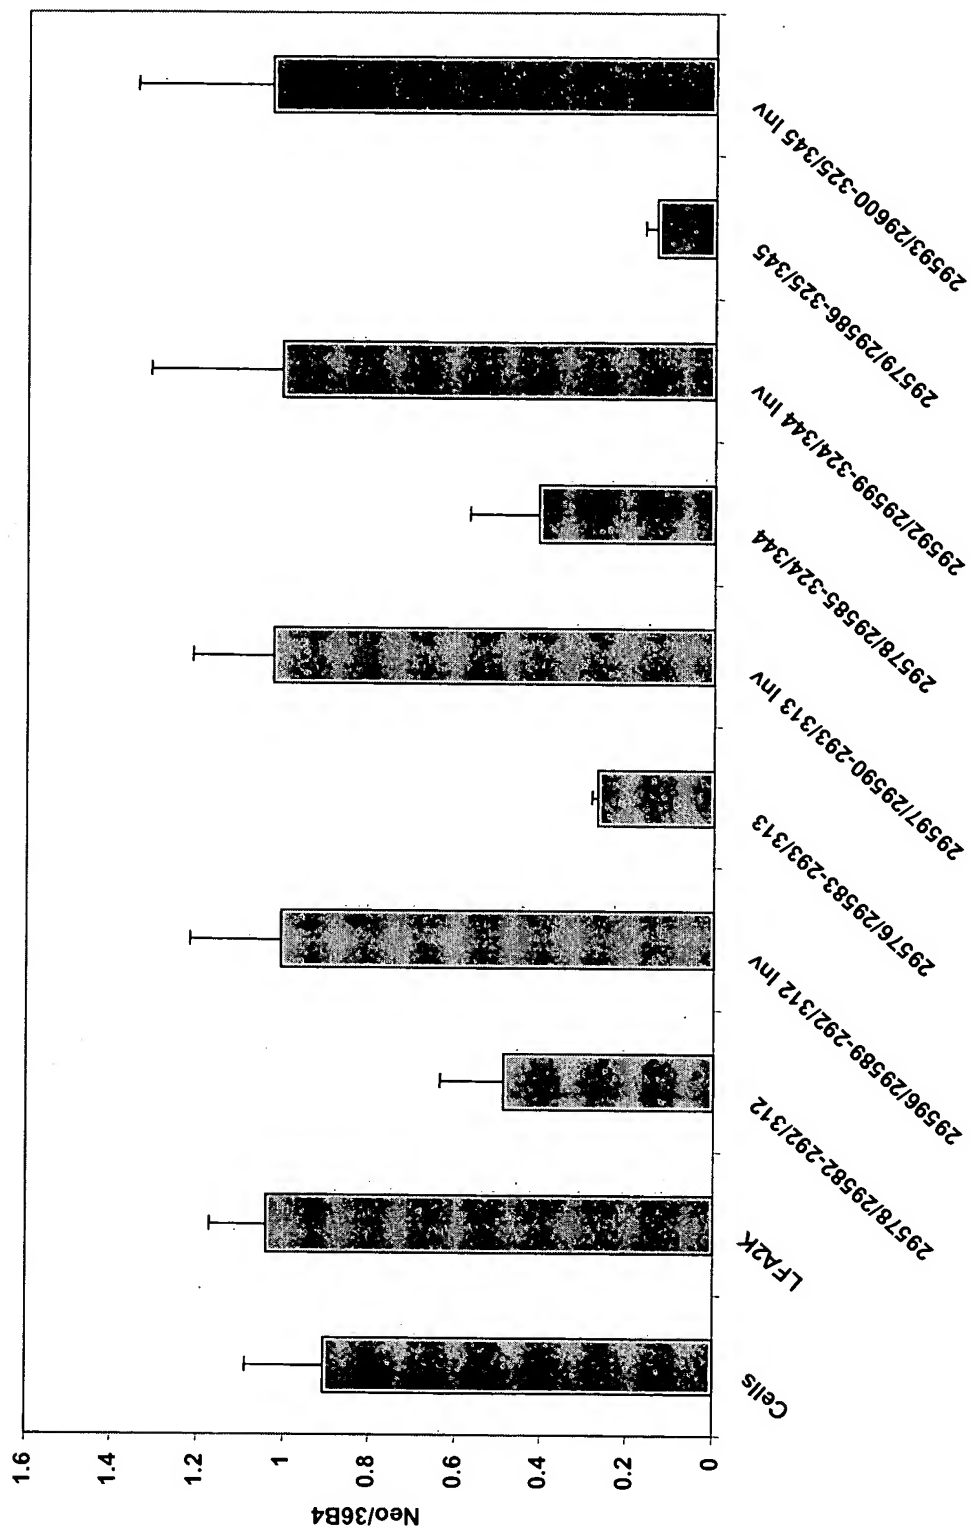 Neo/36B4
1.6
1.4
1.2
1
0.8
0.6
0.4
0.2
0
Cells
LFA2K
29578/29582-292/312
29596/29589-292/312 Inv
29576/29583-293/313
29597/29590-293/313 Inv
29578/29585-324/344
29592/29599-324/344 Inv
29579/29586-325/345
29593/29600-325/345 Inv